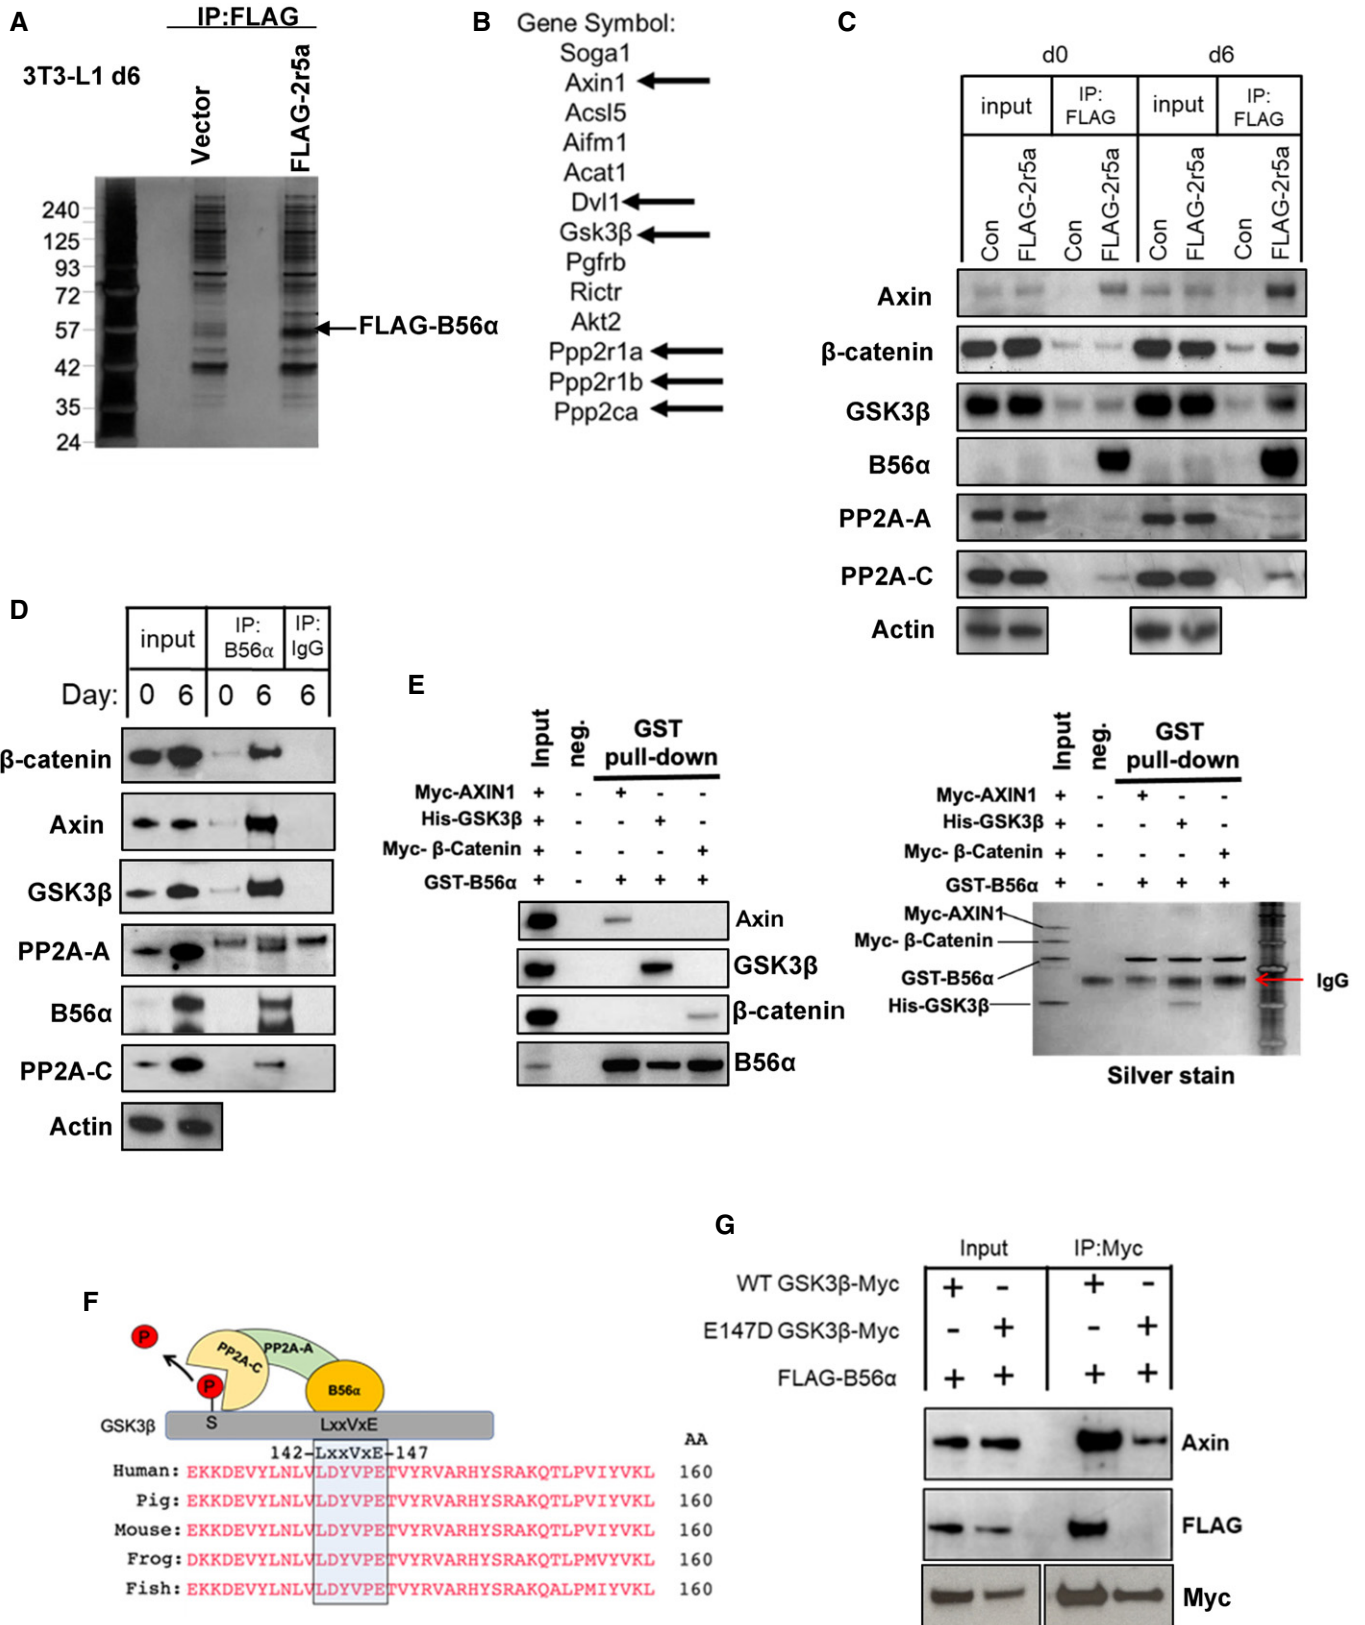 A
IP:FLAG
3T3-L1 d6
Vector
FLAG-2r5a
240
125
93
72
57
42
35
24
FLAG-B56α
B
Gene Symbol:
Soga1
Axin1
Acsl5
Aifm1
Acat1
Dvl1
Gsk3β
Pgfrb
Rictr
Akt2
Ppp2r1a
Ppp2r1b
Ppp2ca
C
d0 d6
input IP: FLAG input IP: FLAG
Con FLAG-2r5a Con FLAG-2r5a Con FLAG-2r5a Con FLAG-2r5a
Axin
β-catenin
GSK3β
B56α
PP2A-A
PP2A-C
Actin
D
input IP: B56α IP: IgG
Day: 0 6 0 6 6
β-catenin
Axin
GSK3β
PP2A-A
B56α
PP2A-C
Actin
E
Input neg. GST pull-down
Myc-AXIN1 + - + - -
His-GSK3β + - - + -
Myc- β-Catenin + - - - +
GST-B56α + - + + +
Axin
GSK3β
β-catenin
B56α
Input neg. GST pull-down
Myc-AXIN1 + - + - -
His-GSK3β + - - + -
Myc- β-Catenin + - - - +
GST-B56α + - + + +
Myc-AXIN1
Myc- β-Catenin
GST-B56α
His-GSK3β
IgG
Silver stain
F
P
PP2A-C
PP2A-A
P
B56α
GSK3β S LxxVxE
142-LxxVxE-147 AA
Human: EKKDEVYLNLVLDYVPETVYRVARHYSRAKQTLPVIYVKL 160
Pig: EKKDEVYLNLVLDYVPETVYRVARHYSRAKQTLPVIYVKL 160
Mouse: EKKDEVYLNLVLDYVPETVYRVARHYSRAKQTLPVIYVKL 160
Frog: DKKDEVYLNLVLDYVPETVYRVARHYSRAKQTLPMVYVKL 160
Fish: EKKDEVYLNLVLDYVPETVYRVARHYSRAKQALPMIYVKL 160
G
Input IP:Myc
WT GSK3β-Myc + - + -
E147D GSK3β-Myc - + - +
FLAG-B56α + + + +
Axin
FLAG
Myc